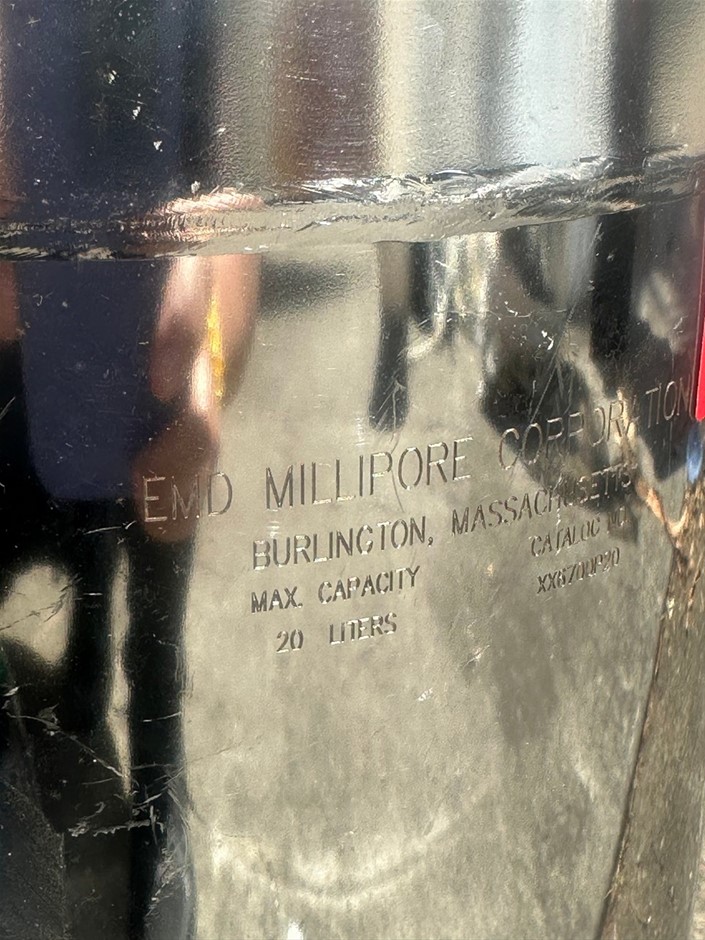 EMD MILLIPORE CORPORATION
BURLINGTON, MASSACHUSETTS
MAX. CAPACITY
20 LITERS
CATALOG NO.
XX6700P20